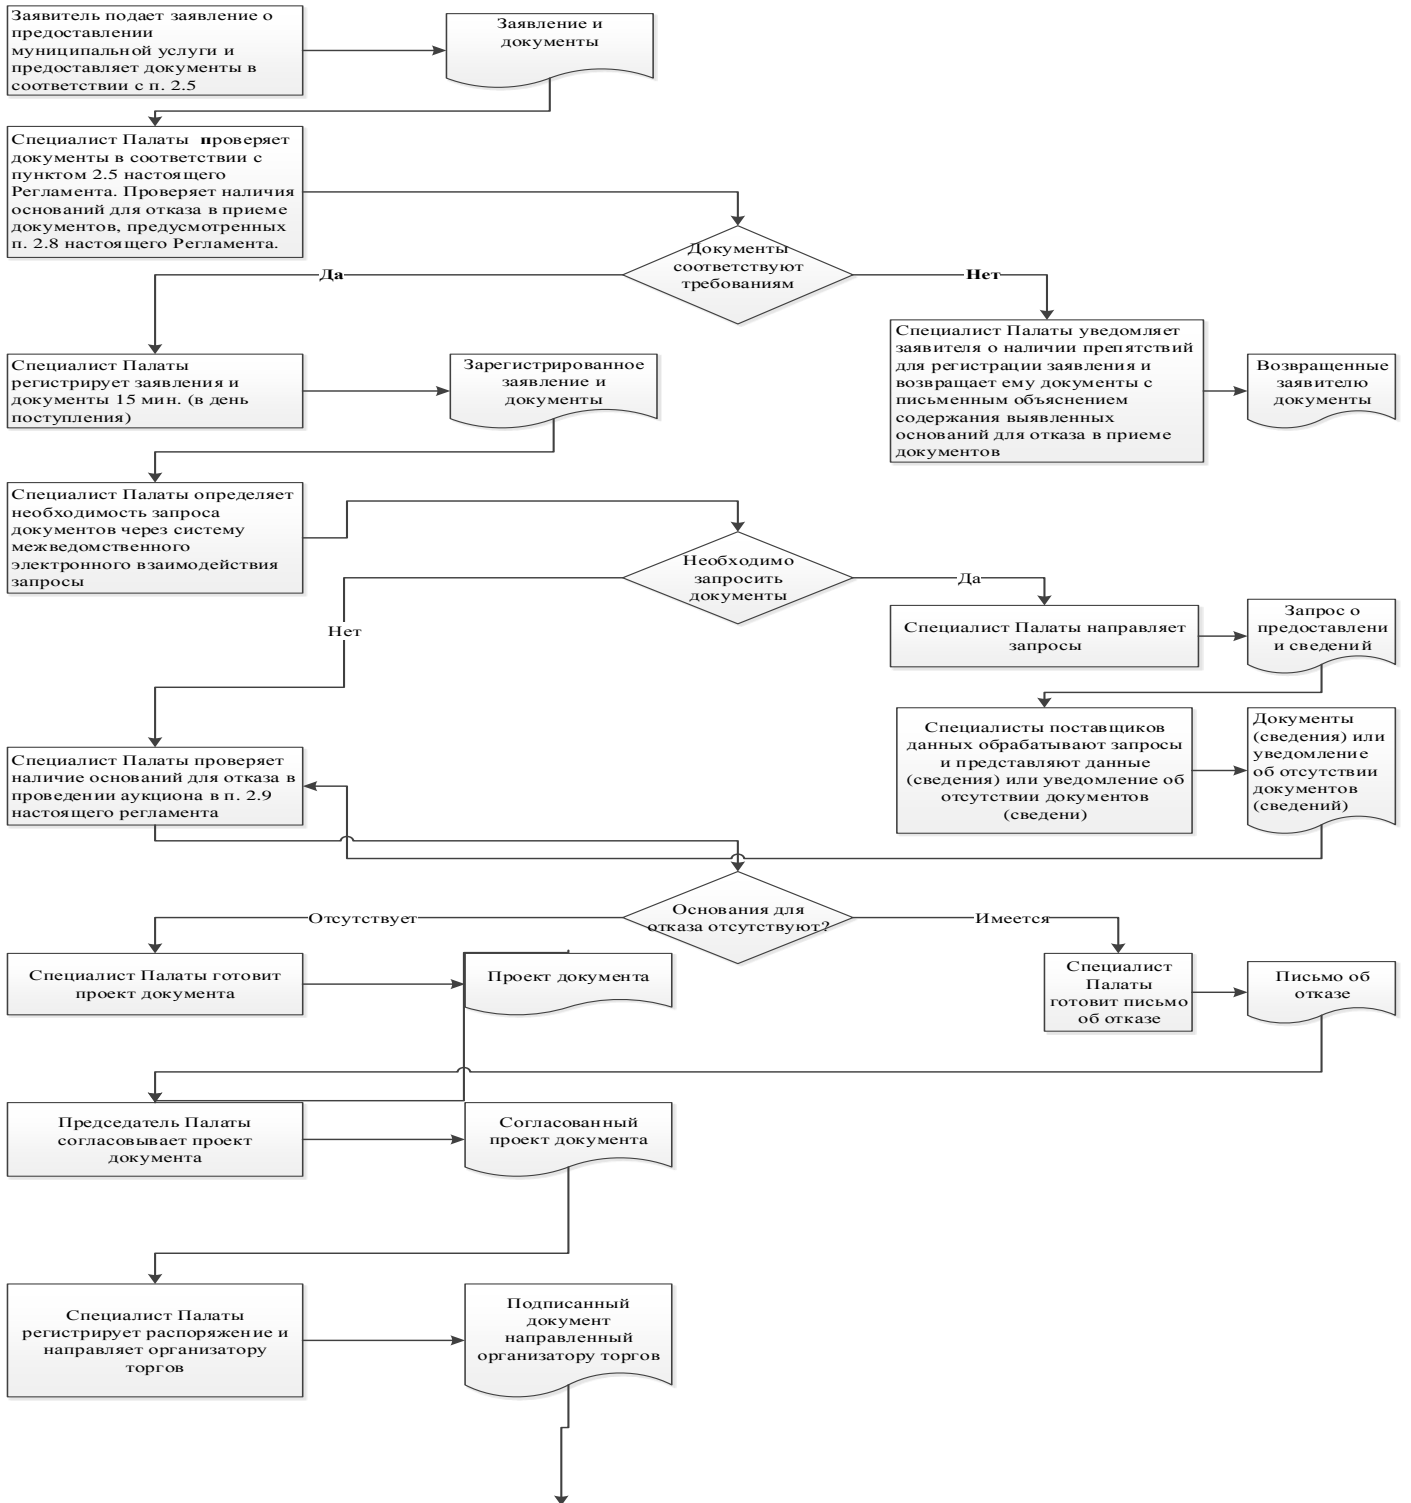 Заявитель подает заявление о
предоставлении
муниципальной услуги и
предоставляет документы в
соответствии с п. 2.5
Заявление и
документы
Специалист Палаты  проверяет
документы в соответствии с
пунктом 2.5 настоящего
Регламента. Проверяет наличия
оснований для отказа в приеме
документов, предусмотренных
п. 2.8 настоящего Регламента.
Документы
соответствуют
требованиям
Да
Нет
Специалист Палаты
регистрирует заявления и
документы 15 мин. (в день
поступления)
Зарегистрированное
заявление и
документы
Специалист Палаты уведомляет
заявителя о наличии препятствий
для регистрации заявления и
возвращает ему документы с
письменным объяснением
содержания выявленных
оснований для отказа в приеме
документов
Возвращенные
заявителю
документы
Специалист Палаты определяет
необходимость запроса
документов через систему
межведомственного
электронного взаимодействия
запросы
Необходимо
запросить
документы
Да
Нет
Специалист Палаты направляет
запросы
Запрос о
предоставлени
и сведений
Специалисты поставщиков
данных обрабатывают запросы
и представляют данные
(сведения) или уведомление об
отсутствии документов
(сведени)
Документы
(сведения) или
уведомление
об отсутствии
документов
(сведений)
Специалист Палаты проверяет
наличие оснований для отказа в
проведении аукциона в п. 2.9
настоящего регламента
Основания для
отказа отсутствуют?
Отсутствует
Имеется
Специалист Палаты готовит
проект документа
Проект документа
Специалист
Палаты
готовит письмо
об отказе
Письмо об
отказе
Председатель Палаты
согласовывает проект
документа
Согласованный
проект документа
Специалист Палаты
регистрирует распоряжение и
направляет организатору
торгов
Подписанный
документ
направленный
организатору торгов